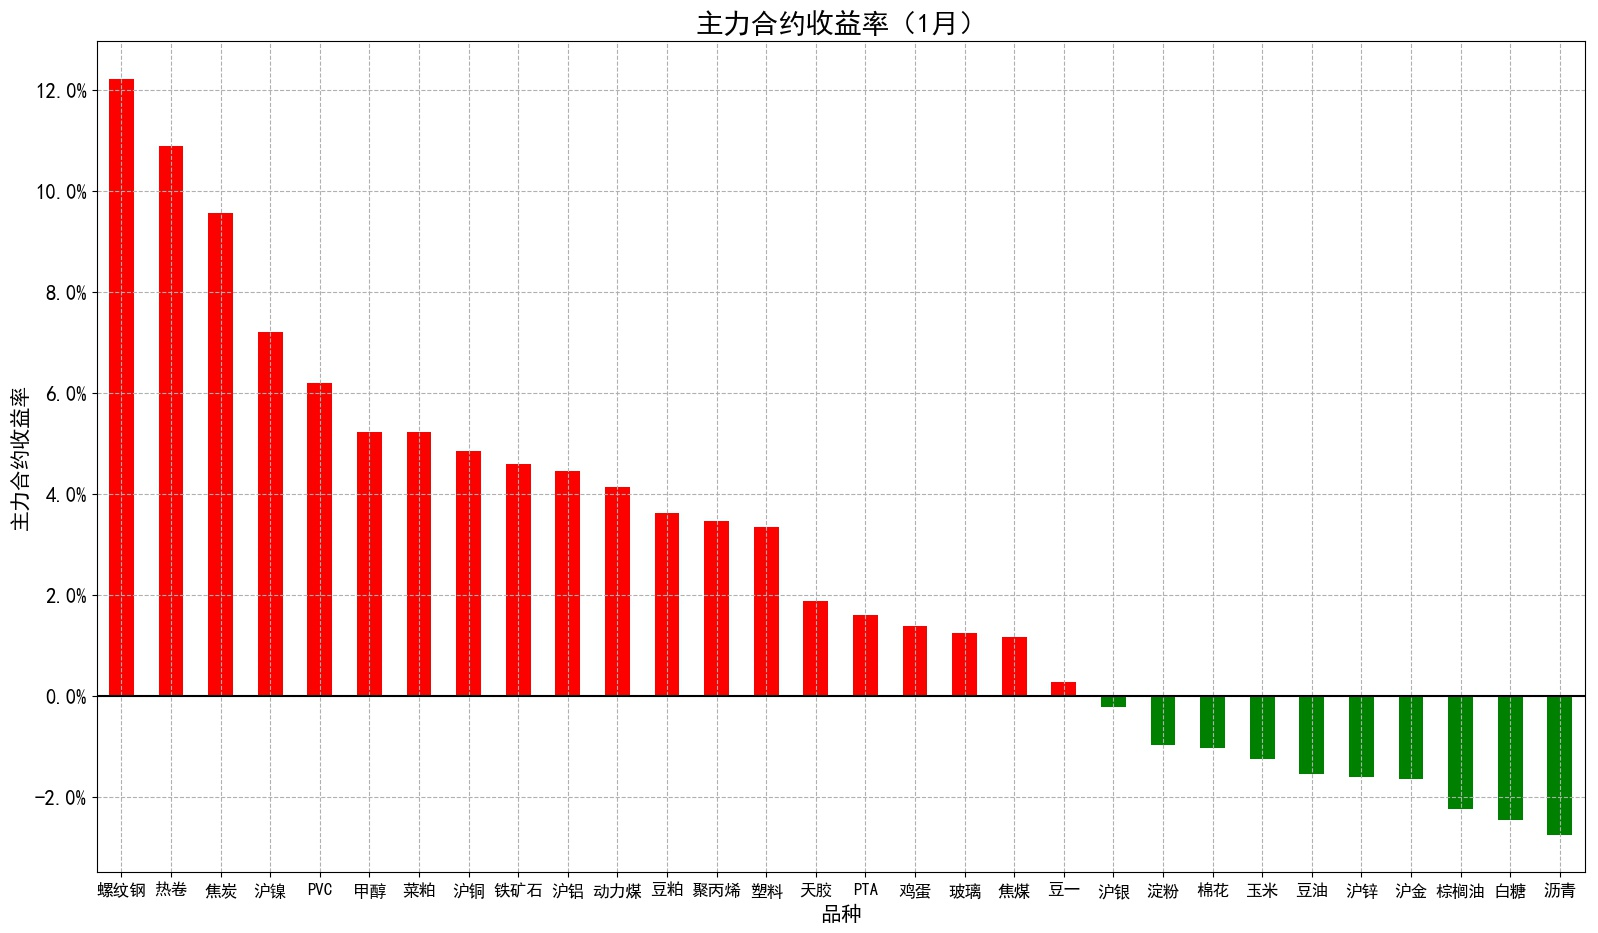 主力合约收益率（1月）
主力合约收益率
12.0%
10.0%
8.0%
6.0%
4.0%
2.0%
0.0%
−2.0%
螺纹钢 热卷 焦炭 沪镍 PVC 甲醇 菜粕 沪铜 铁矿石 沪铝 动力煤 豆粕 聚丙烯 塑料 天胶 PTA 鸡蛋 玻璃 焦煤 豆一 沪银 淀粉 棉花 玉米 豆油 沪锌 沪金 棕榈油 白糖 沥青
品种